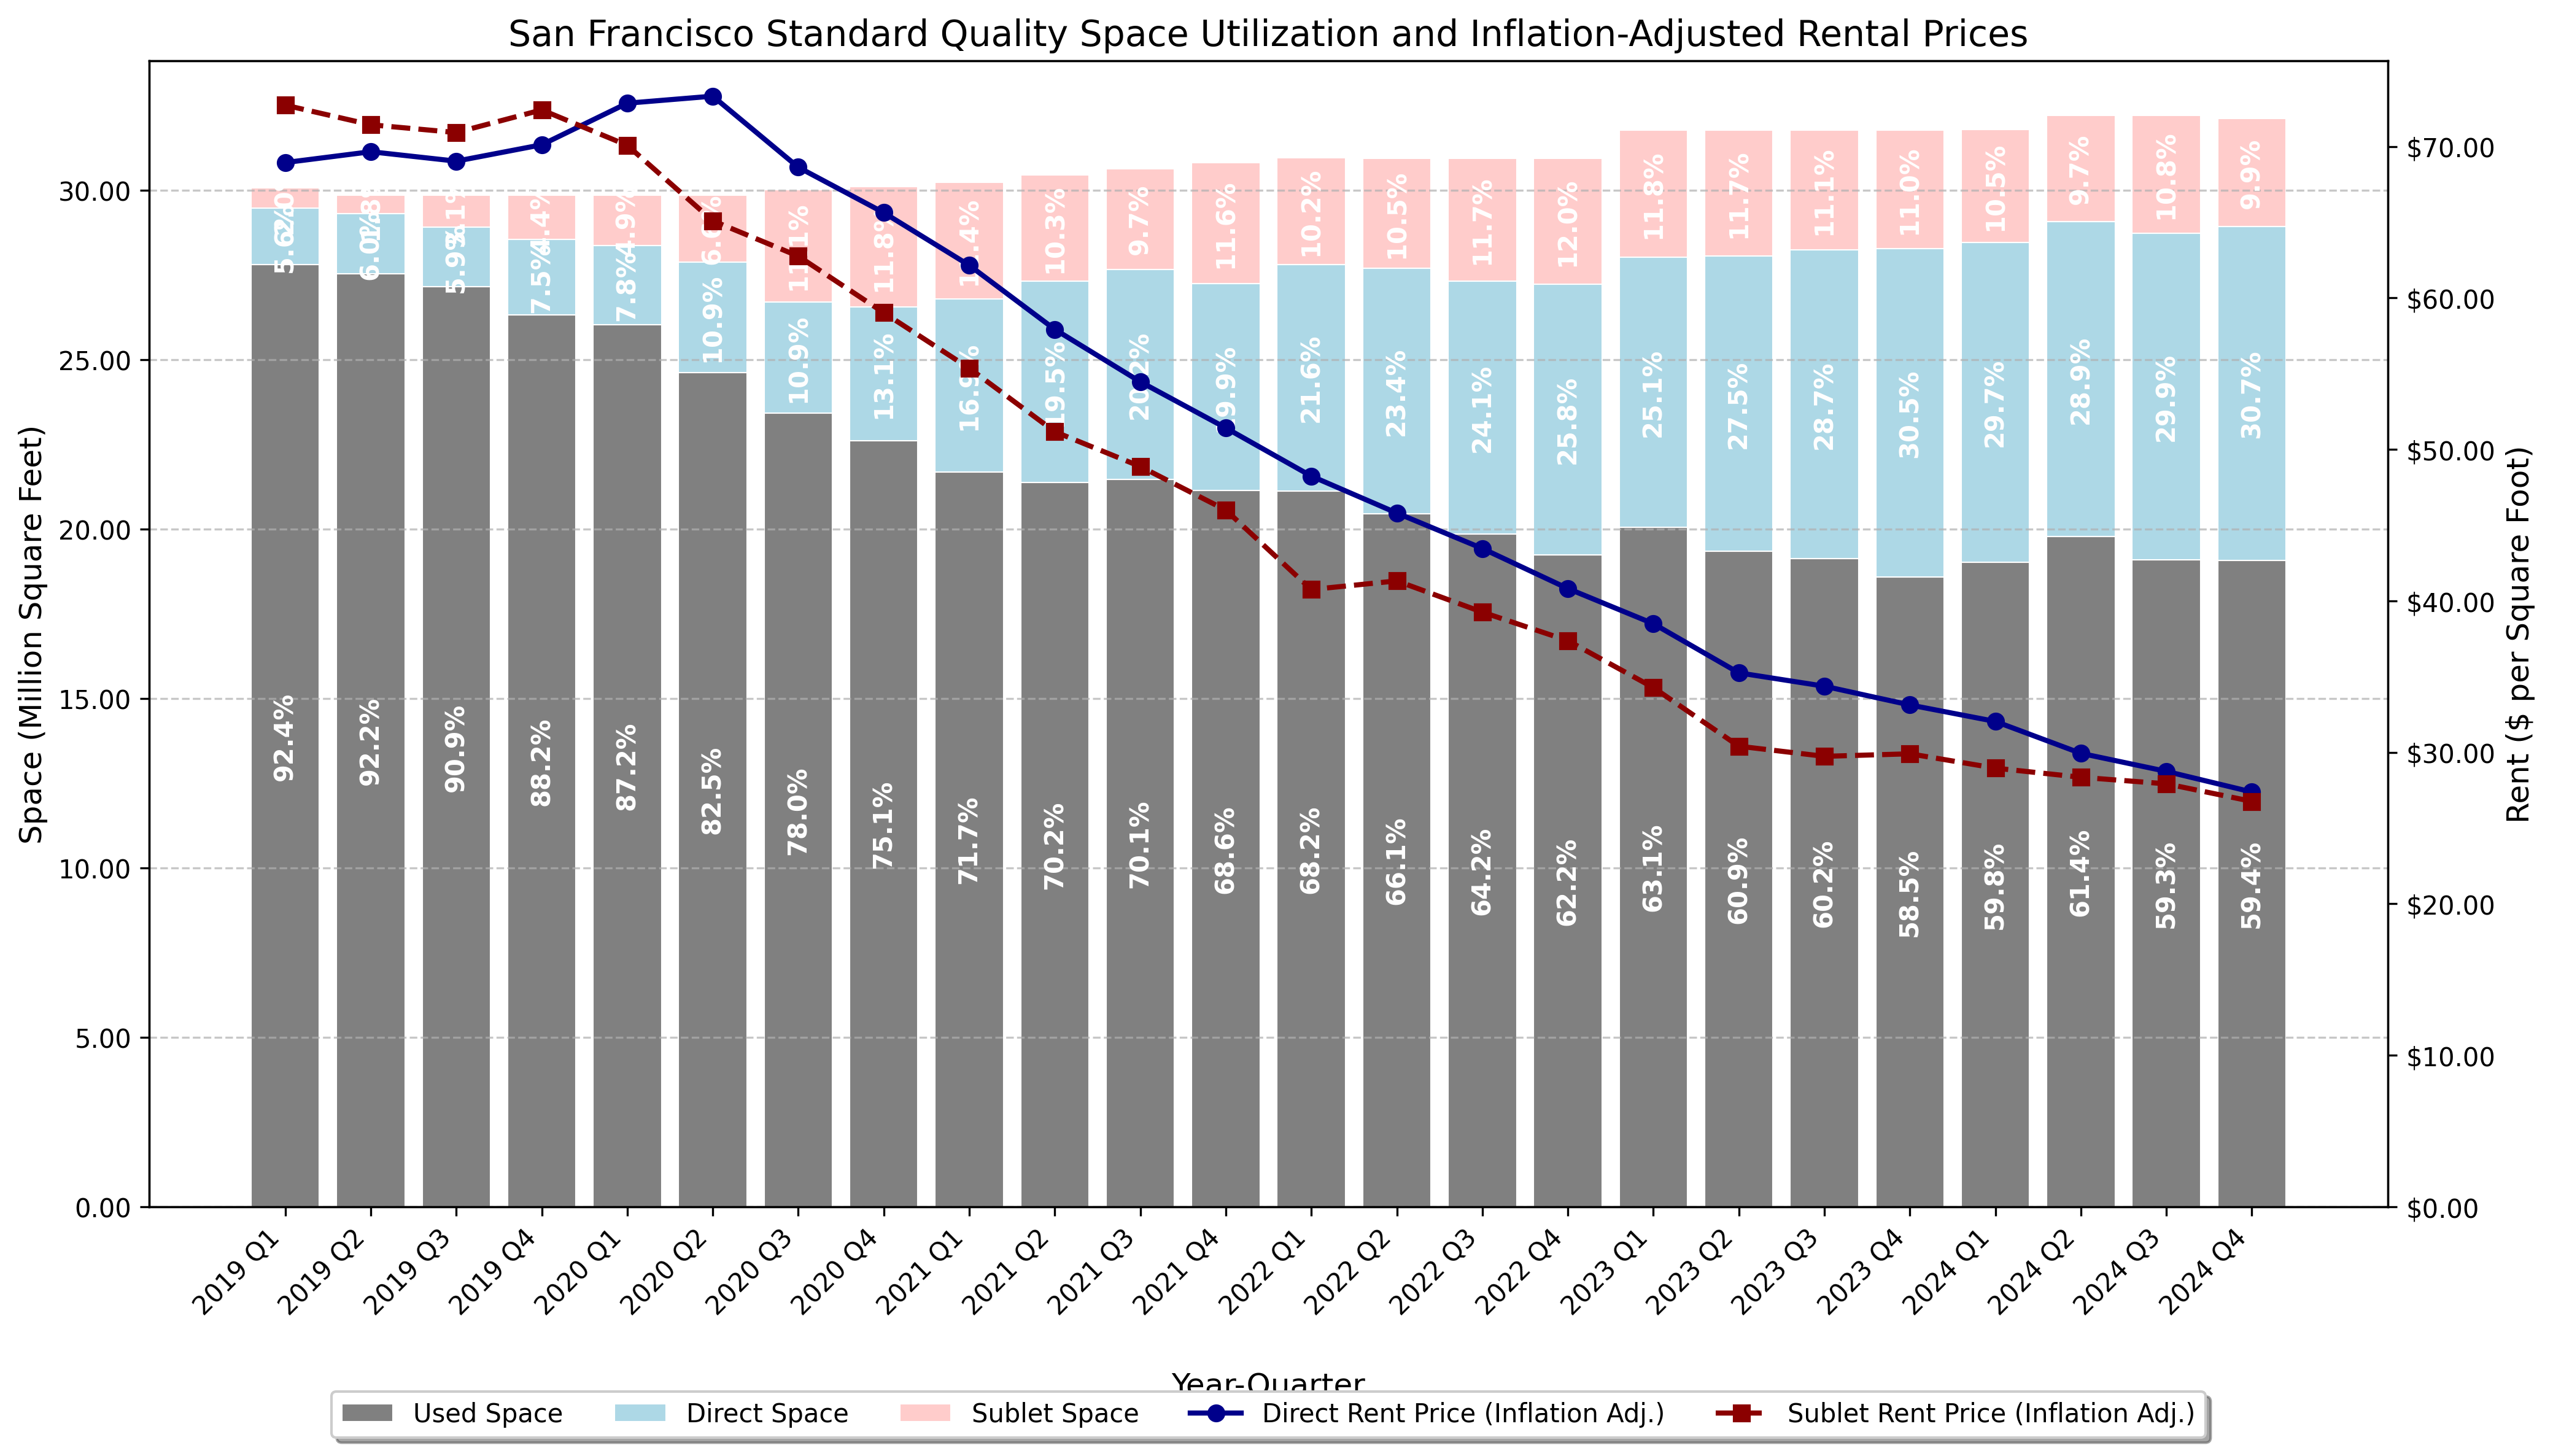 San Francisco Standard Quality Space Utilization and Inflation-Adjusted Rental Prices
Space (Million Square Feet)
30.00
25.00
20.00
15.00
10.00
5.00
0.00
$70.00
$60.00
$50.00
$40.00
$30.00
$20.00
$10.00
$0.00
Rent ($ per Square Foot)
5.6%
6.0%
5.9%
7.5%
4.4%
7.8%
4.9%
10.9%
10.9%
11.8%
13.1%
10.3%
19.5%
9.7%
11.6%
10.2%
21.6%
10.5%
23.4%
11.7%
24.1%
12.0%
25.8%
11.8%
25.1%
11.7%
27.5%
11.1%
28.7%
11.0%
30.5%
10.5%
29.7%
9.7%
28.9%
10.8%
29.9%
9.9%
30.7%
92.4%
92.2%
90.9%
88.2%
87.2%
82.5%
78.0%
75.1%
71.7%
70.2%
70.1%
68.6%
68.2%
66.1%
64.2%
62.2%
63.1%
60.9%
60.2%
58.5%
59.8%
61.4%
59.3%
59.4%
2019 Q1
2019 Q2
2019 Q3
2019 Q4
2020 Q1
2020 Q2
2020 Q3
2020 Q4
2021 Q1
2021 Q2
2021 Q3
2021 Q4
2022 Q1
2022 Q2
2022 Q3
2022 Q4
2023 Q1
2023 Q2
2023 Q3
2023 Q4
2024 Q1
2024 Q2
2024 Q3
2024 Q4
Year-Quarter
Used Space
Direct Space
Sublet Space
Direct Rent Price (Inflation Adj.)
Sublet Rent Price (Inflation Adj.)